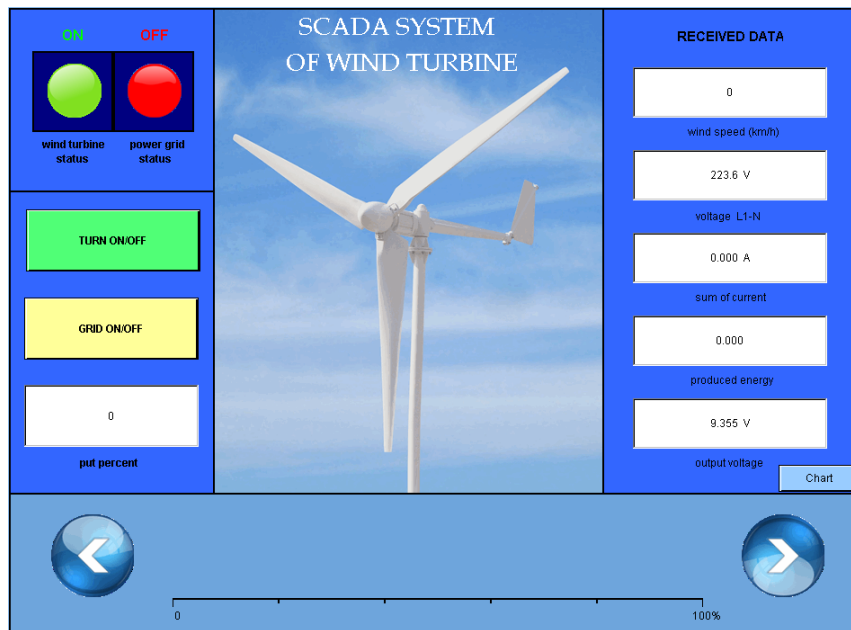 ON OFF
wind turbine
status
power grid
status
TURN ON/OFF
GRID ON/OFF
0
put percent
SCADA SYSTEM
OF WIND TURBINE
RECEIVED DATA
0
wind speed (km/h)
223.6 V
voltage L1-N
0.000 A
sum of current
0.000
produced energy
9.355 V
output voltage
Chart
0 100%